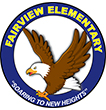 FAIRVIEW ELEMENTARY
"SOARING TO NEW HEIGHTS"